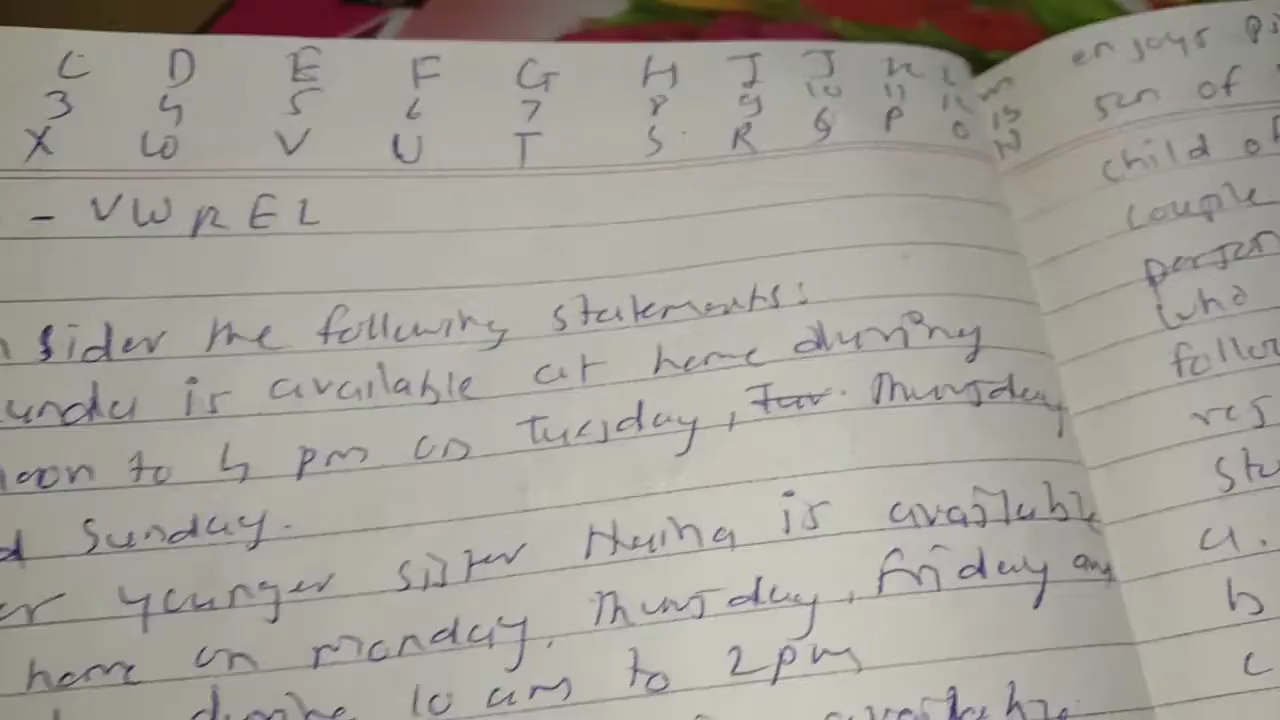 C D E F G H I J K L M
3 4 5 6 7 8 9 10 11 12 13
X W V U T S R Q P O N
- VWREL
sider the following statements:
is available at home during
noon to 4 pm on Tuesday, Thursday
Sunday.
younger sister is available
home on monday, Thursday, friday and
10 am to 2pm
enjoys
son of
child of
couple
person
who
follow
res
a.
b
c